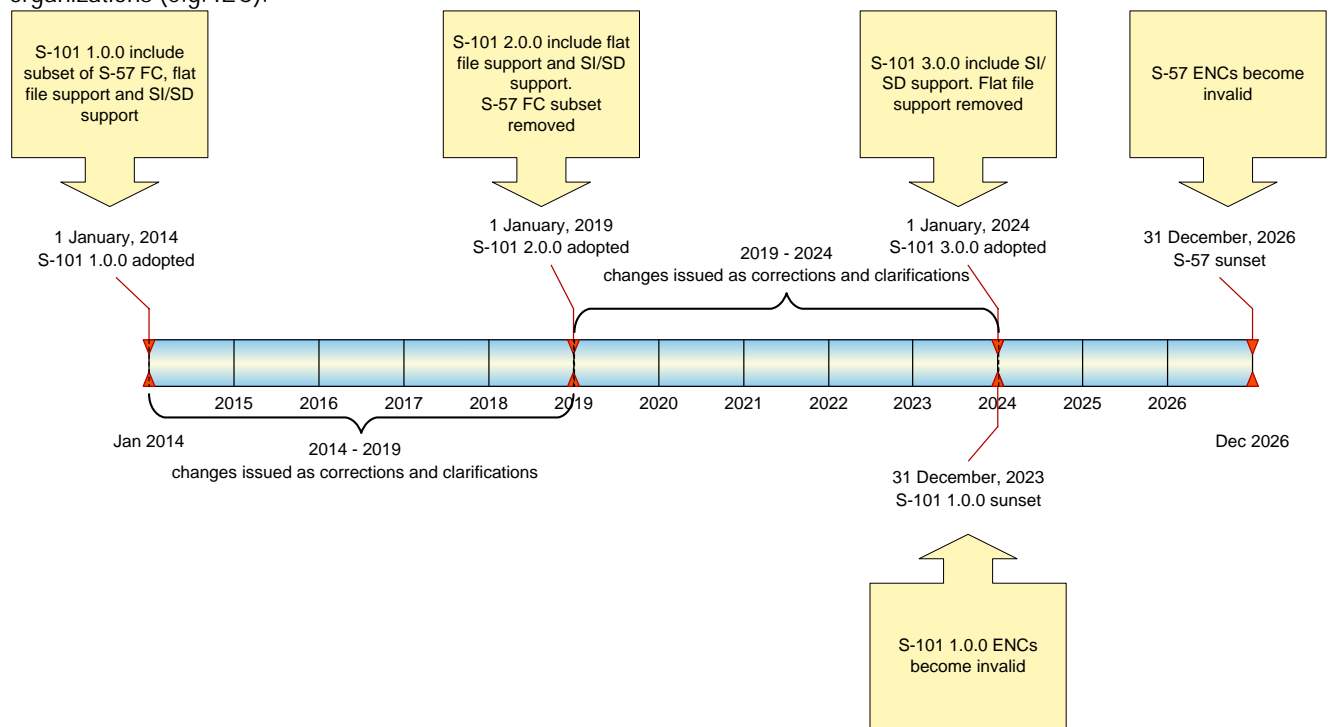 S-101 1.0.0 include
subset of S-57 FC, flat
file support and SI/SD
support
S-101 2.0.0 include flat
file support and SI/SD
support.
S-57 FC subset
removed
S-101 3.0.0 include SI/
SD support. Flat file
support removed
S-57 ENCs become
invalid
1 January, 2014
S-101 1.0.0 adopted
1 January, 2019
S-101 2.0.0 adopted
2019 - 2024
changes issued as corrections and clarifications
1 January, 2024
S-101 3.0.0 adopted
31 December, 2026
S-57 sunset
2015 2016 2017 2018 2019 2020 2021 2022 2023 2024 2025 2026
Jan 2014
2014 - 2019
changes issued as corrections and clarifications
Dec 2026
31 December, 2023
S-101 1.0.0 sunset
S-101 1.0.0 ENCs
become invalid